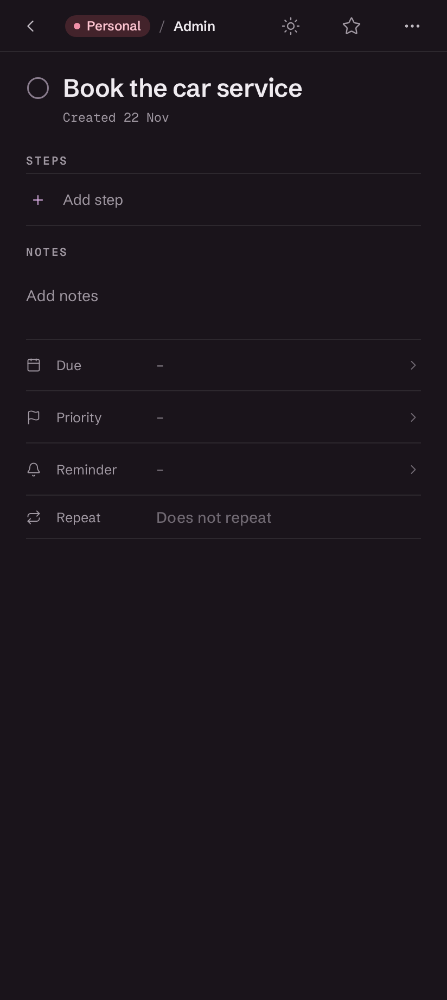 Personal / Admin
Book the car service
Created 22 Nov
STEPS
+ Add step
NOTES
Add notes
Due –
Priority –
Reminder –
Repeat Does not repeat